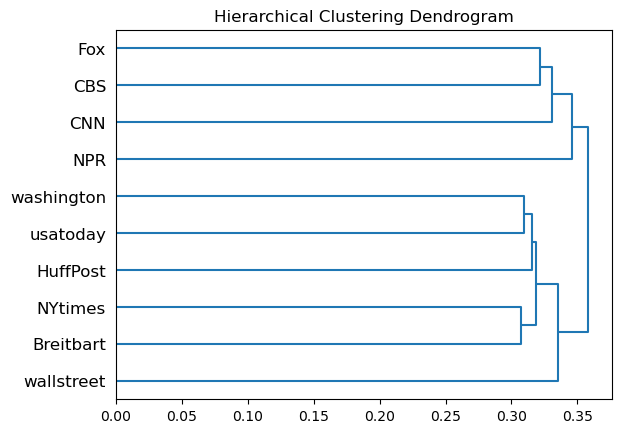 Hierarchical Clustering Dendrogram
Fox
CBS
CNN
NPR
washington
usatoday
HuffPost
NYtimes
Breitbart
wallstreet
0.00 0.05 0.10 0.15 0.20 0.25 0.30 0.35